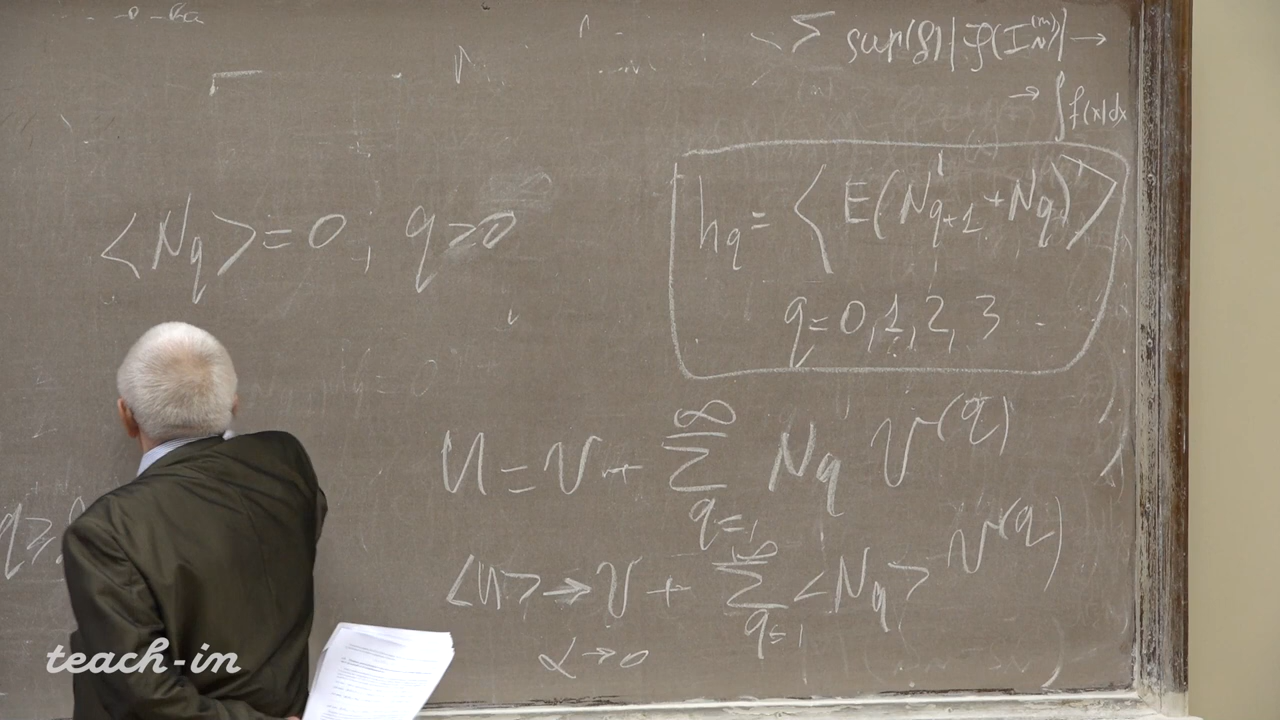 Σ sup(f)|J(I_N^{(m)})| →
→ ∫ f(x)dx
<N_q> = 0; q>0
h_q = <E(N'_{q+1} + N_q)>
q = 0, 1, 2, 3
u = v + Σ_{q=1}^{∞} N_q v^{(q)}
q ≥
<u> → v + Σ_{q=1}^{∞} <N_q> v^{(q)}
α → 0
teach-in